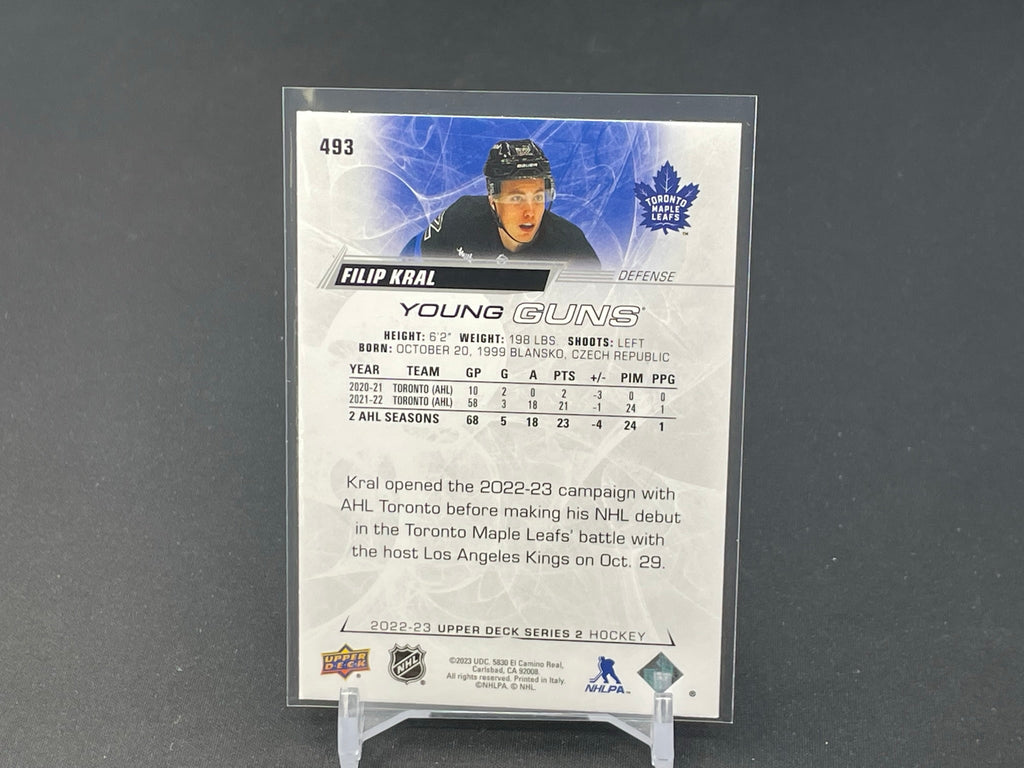 493
TORONTO
MAPLE
LEAFS
FILIP KRAL
DEFENSE
YOUNG GUNS
HEIGHT: 6'2" WEIGHT: 198 LBS. SHOOTS: LEFT
BORN: OCTOBER 20, 1999 BLANSKO, CZECH REPUBLIC
YEAR TEAM GP G A PTS +/- PIM PPG
2020-21 TORONTO (AHL) 10 2 0 2 -3 0 0
2021-22 TORONTO (AHL) 58 3 18 21 -1 24 1
2 AHL SEASONS 68 5 18 23 -4 24 1
Kral opened the 2022-23 campaign with
AHL Toronto before making his NHL debut
in the Toronto Maple Leafs' battle with
the host Los Angeles Kings on Oct. 29.
2022-23 UPPER DECK SERIES 2 HOCKEY
UPPER
DECK
NHL
©2023 UDC. 5830 El Camino Real,
Carlsbad, CA 92008.
All rights reserved. Printed in Italy.
©NHLPA. © NHL.
NHLPA™
®